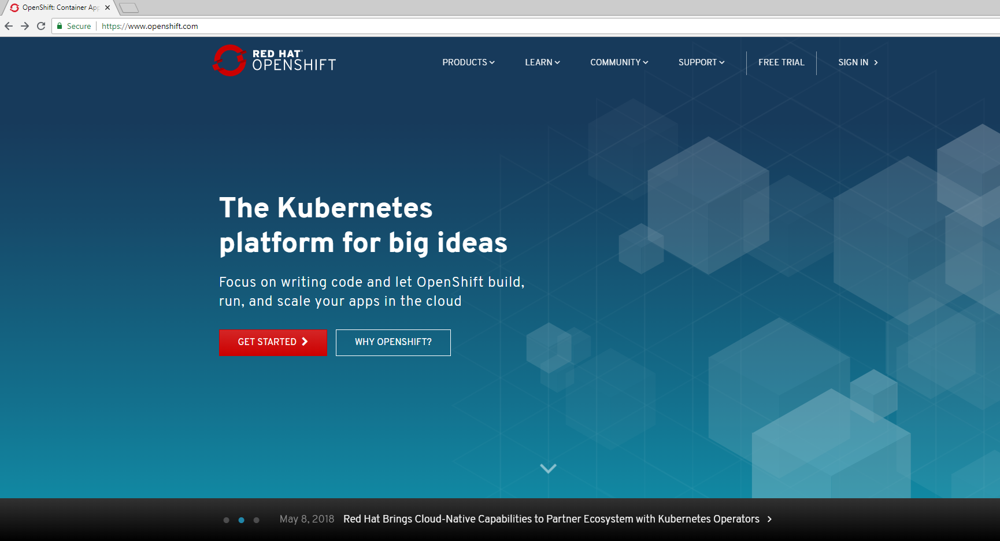 OpenShift: Container App
Secure https://www.openshift.com
RED HAT®
OPENSHIFT
PRODUCTS LEARN COMMUNITY SUPPORT FREE TRIAL SIGN IN
The Kubernetes
platform for big ideas
Focus on writing code and let OpenShift build,
run, and scale your apps in the cloud
GET STARTED WHY OPENSHIFT?
May 8, 2018 Red Hat Brings Cloud-Native Capabilities to Partner Ecosystem with Kubernetes Operators